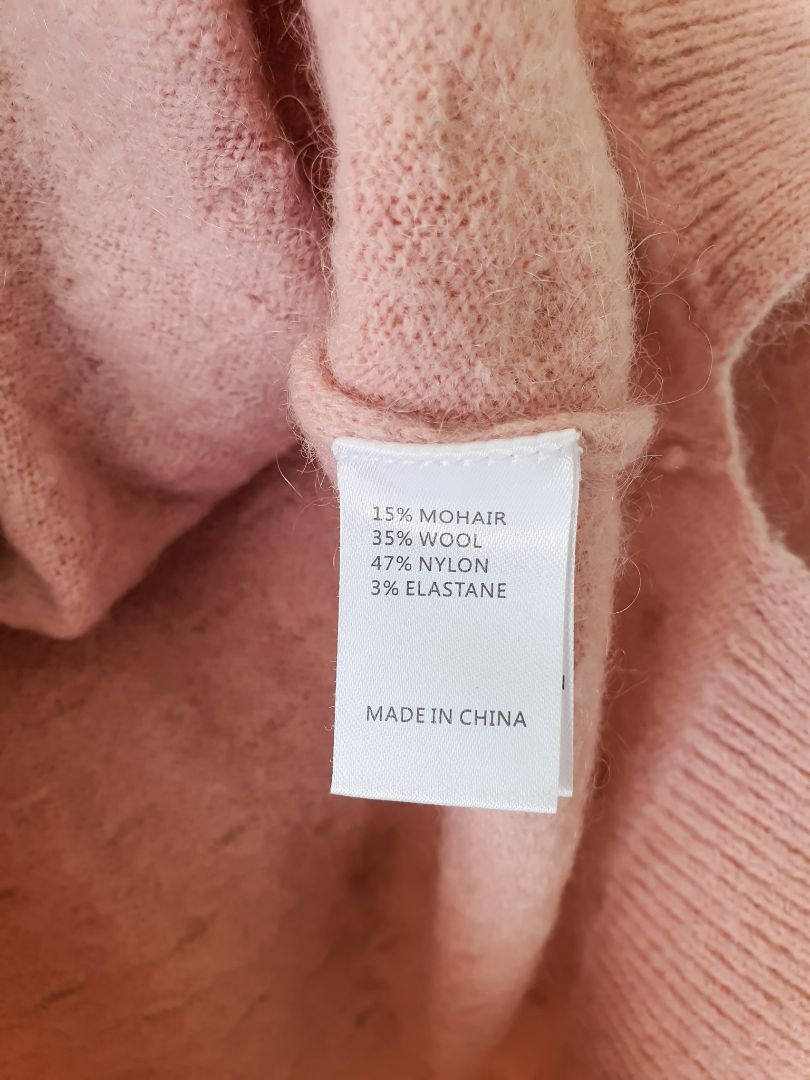 15% MOHAIR
35% WOOL
47% NYLON
3% ELASTANE
MADE IN CHINA